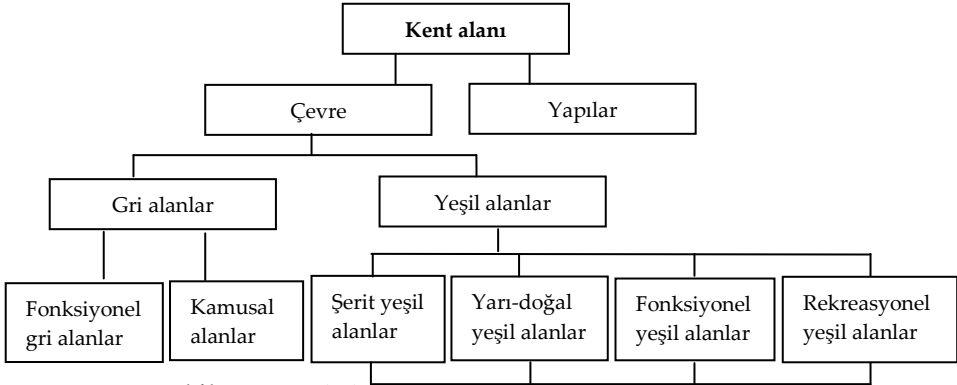 Kent alanı
Çevre
Yapılar
Gri alanlar
Yeşil alanlar
Fonksiyonel
gri alanlar
Kamusal
alanlar
Şerit yeşil
alanlar
Yarı-doğal
yeşil alanlar
Fonksiyonel
yeşil alanlar
Rekreasyonel
yeşil alanlar